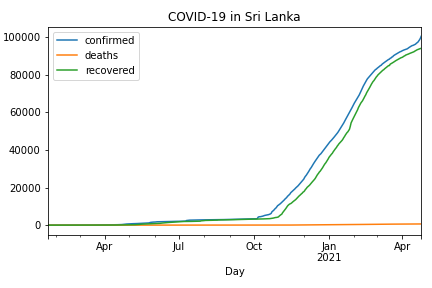 COVID-19 in Sri Lanka
confirmed
deaths
recovered
100000
80000
60000
40000
20000
0
Apr Jul Oct Jan Apr
2021
Day